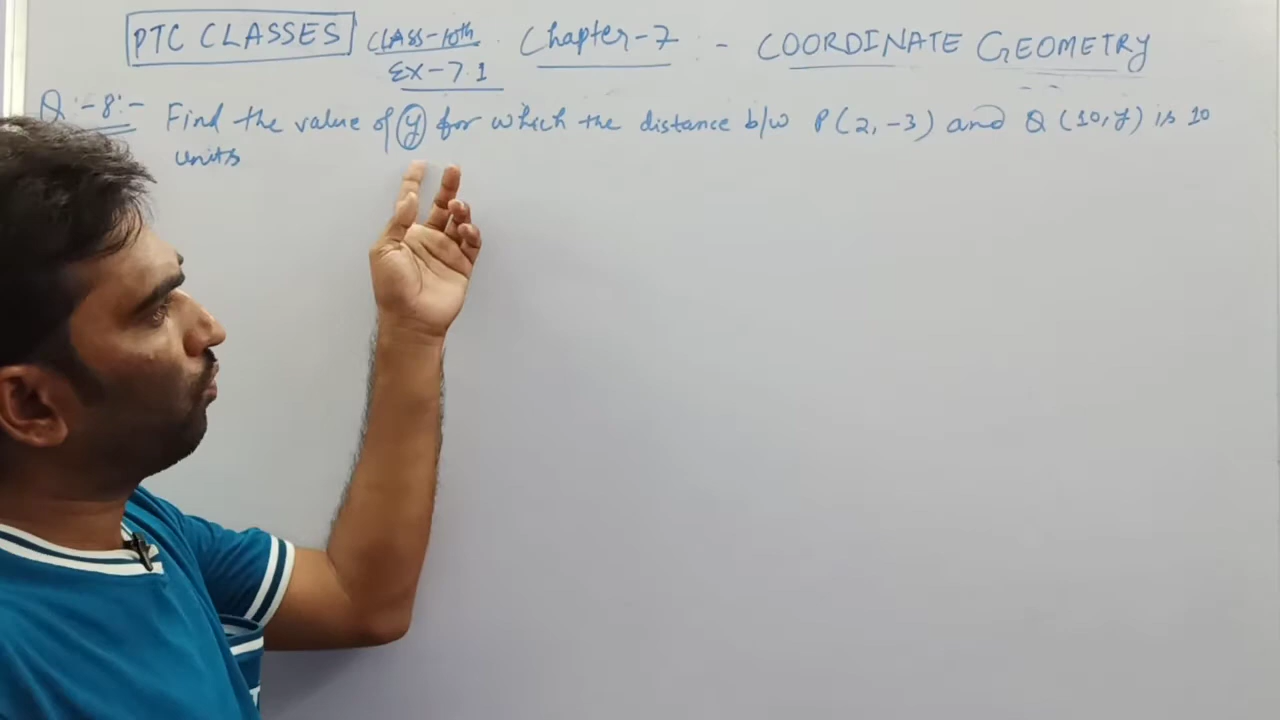 PTC CLASSES CLASS-10th Chapter-7 - COORDINATE GEOMETRY
EX-7.1
Q:-8:- Find the value of y for which the distance b/w P(2,-3) and Q(10,y) is 10
units